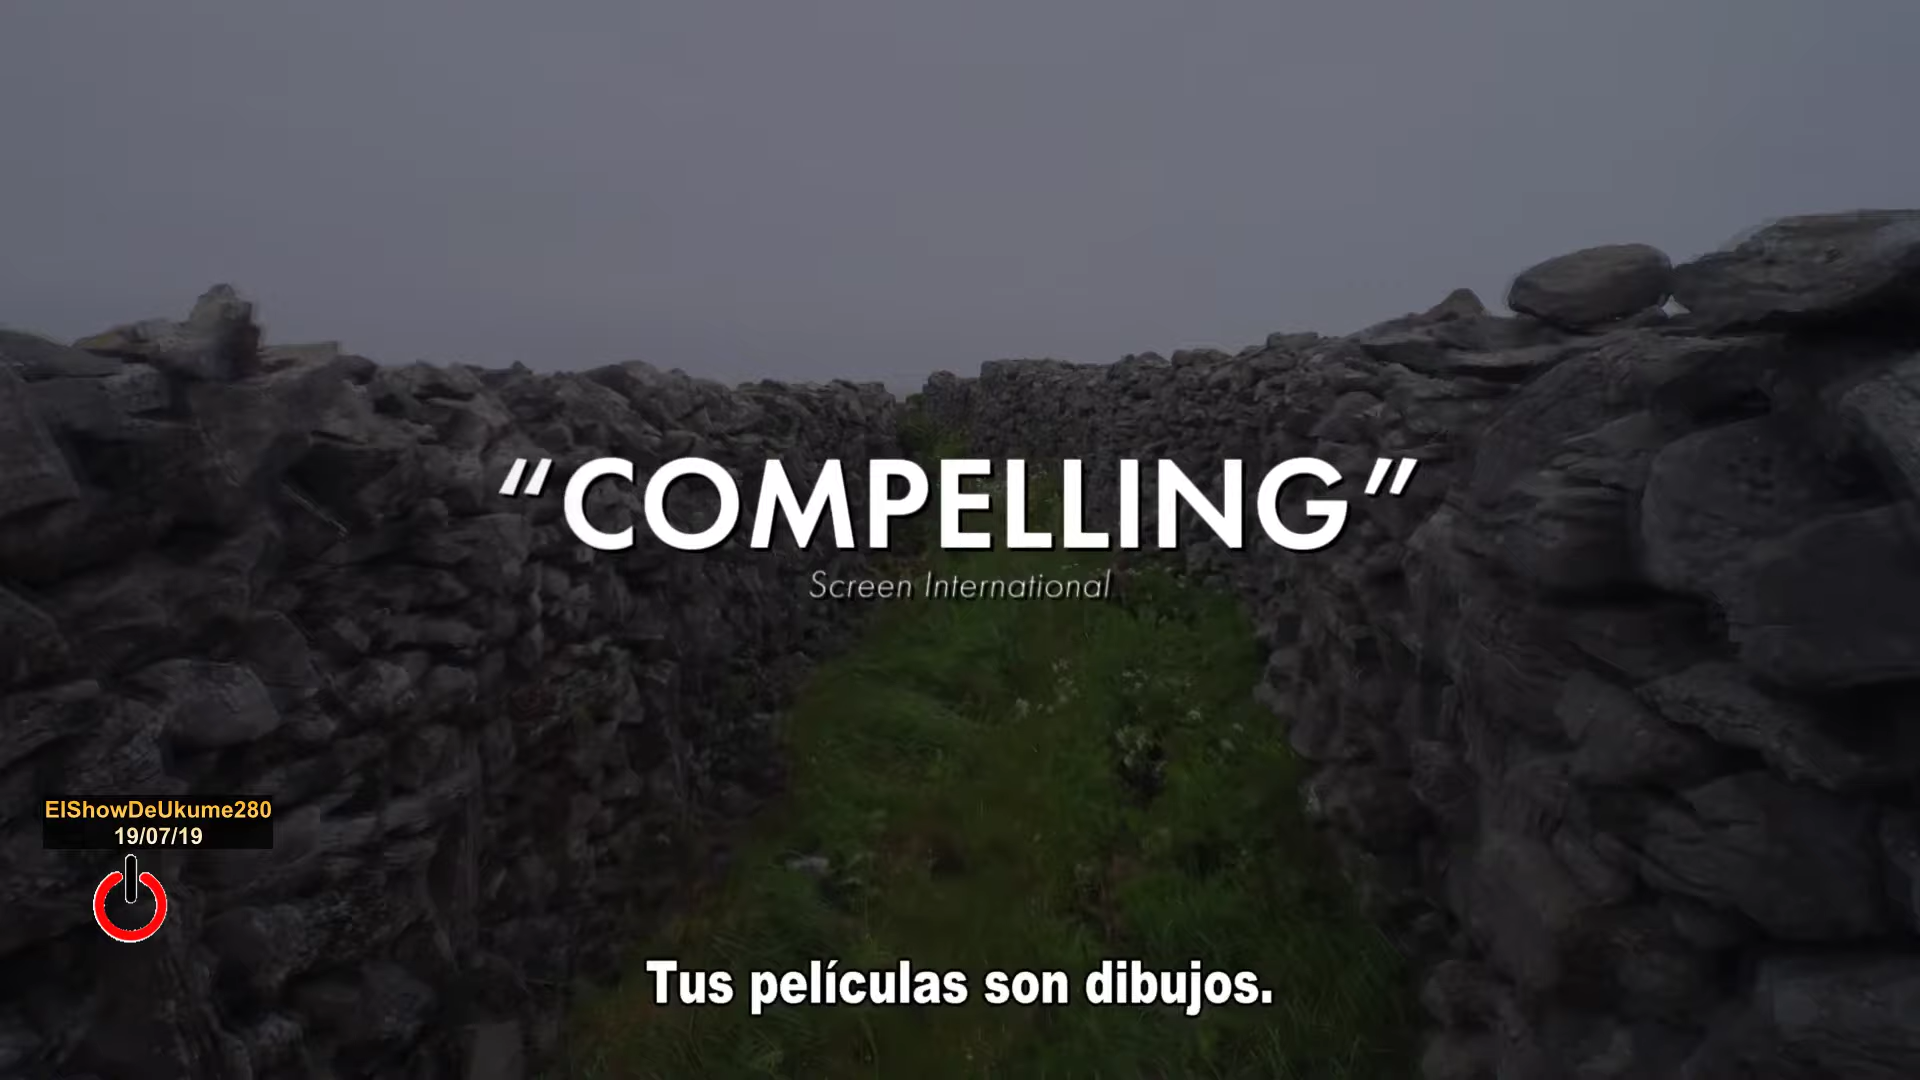 “COMPELLING”
Screen International
ElShowDeUkume280
19/07/19
Tus películas son dibujos.